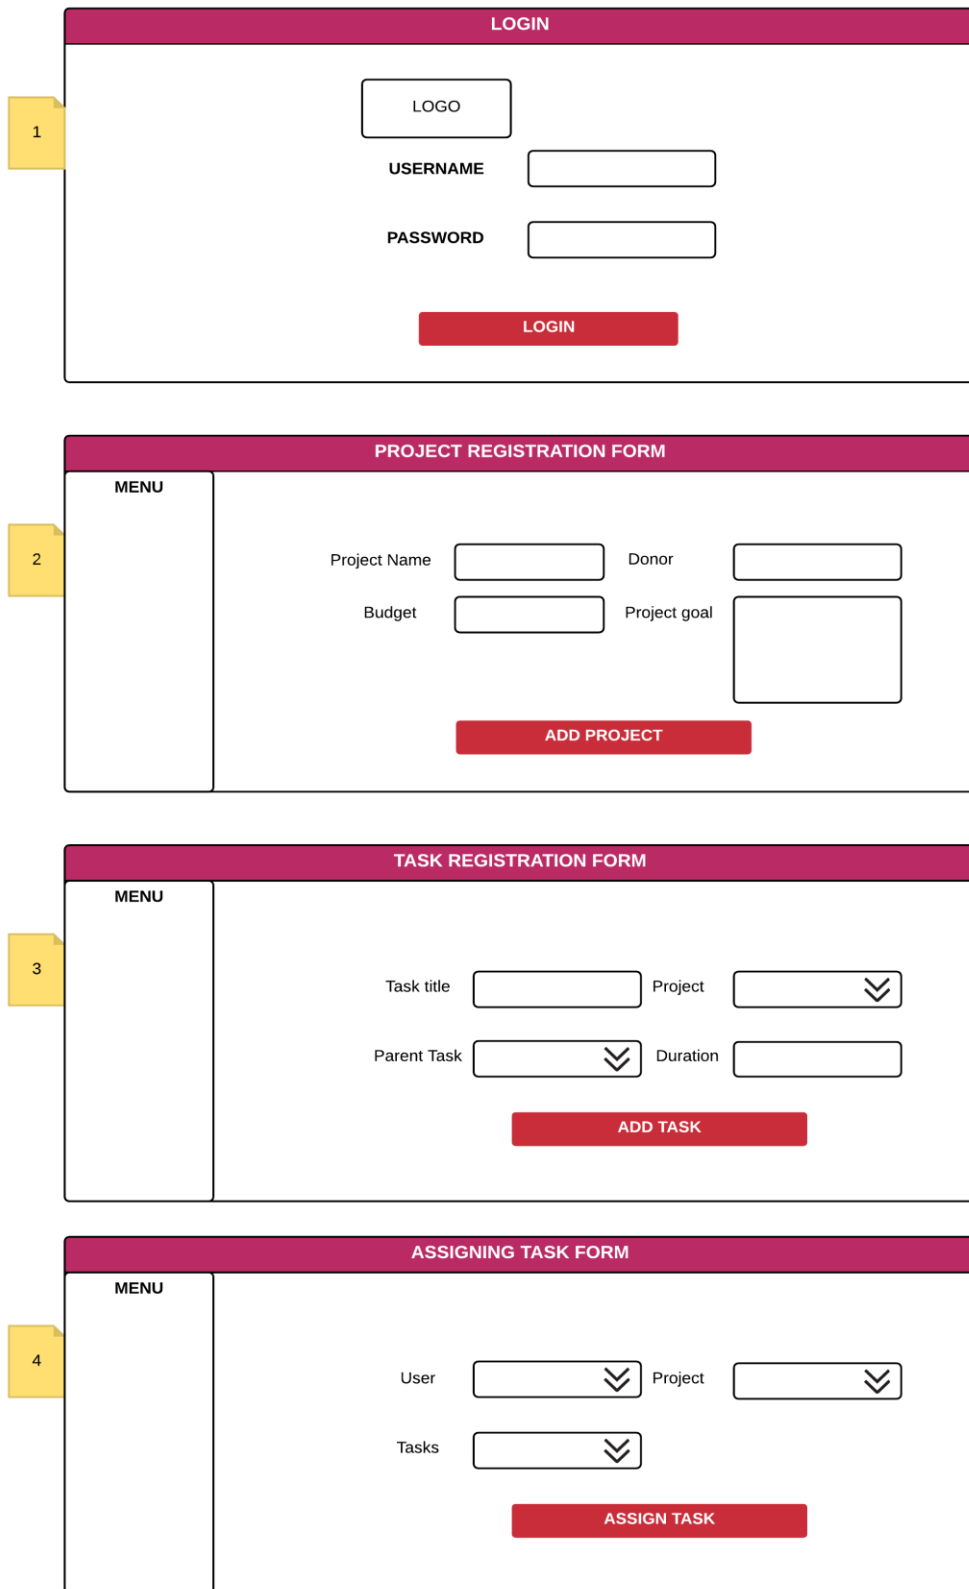 LOGIN
LOGO
1
USERNAME
PASSWORD
LOGIN
PROJECT REGISTRATION FORM
MENU
2
Project Name
Donor
Budget
Project goal
ADD PROJECT
TASK REGISTRATION FORM
MENU
3
Task title
Project
Parent Task
Duration
ADD TASK
ASSIGNING TASK FORM
MENU
4
User
Project
Tasks
ASSIGN TASK